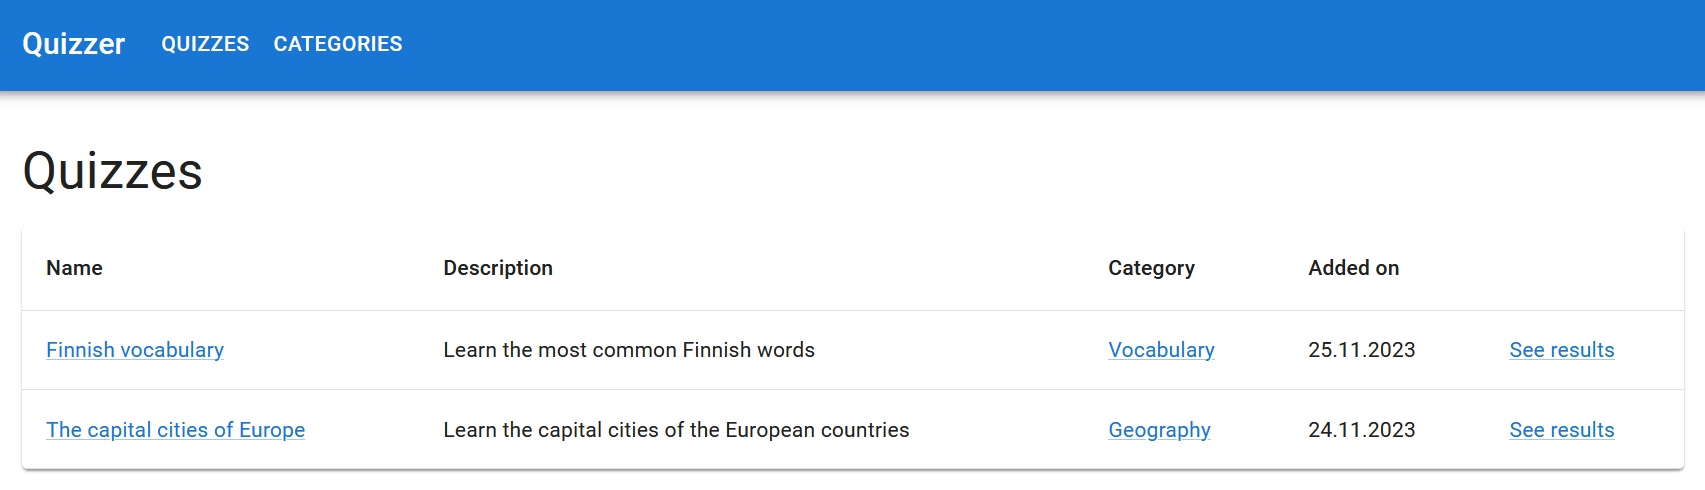 Quizzer QUIZZES CATEGORIES
Quizzes
Name Description Category Added on
Finnish vocabulary Learn the most common Finnish words Vocabulary 25.11.2023 See results
The capital cities of Europe Learn the capital cities of the European countries Geography 24.11.2023 See results